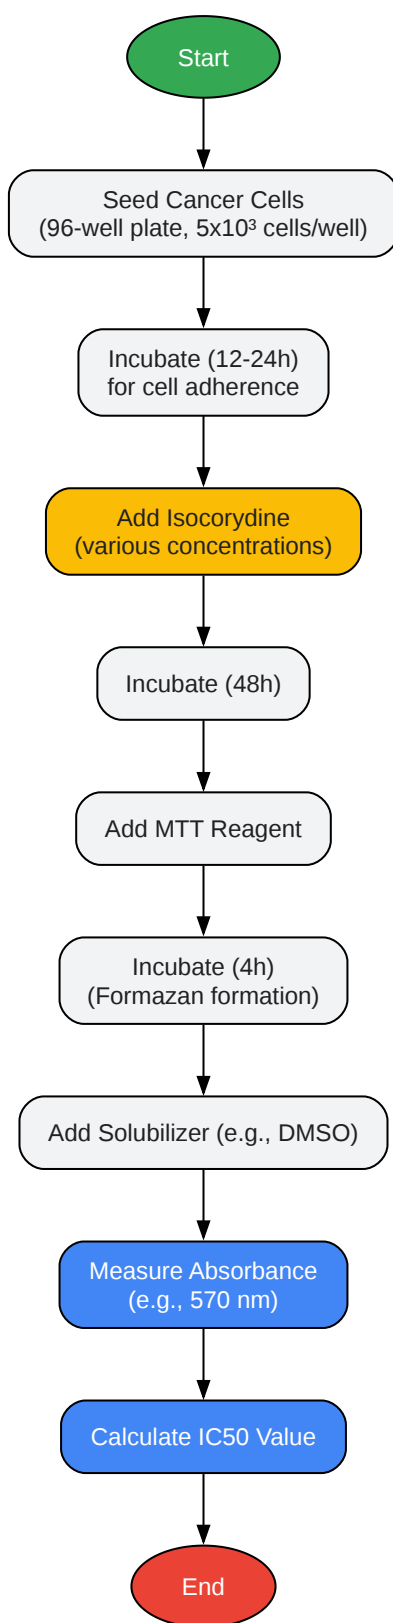 Start
Seed Cancer Cells
(96-well plate, 5x10³ cells/well)
Incubate (12-24h)
for cell adherence
Add Isocorydine
(various concentrations)
Incubate (48h)
Add MTT Reagent
Incubate (4h)
(Formazan formation)
Add Solubilizer (e.g., DMSO)
Measure Absorbance
(e.g., 570 nm)
Calculate IC50 Value
End